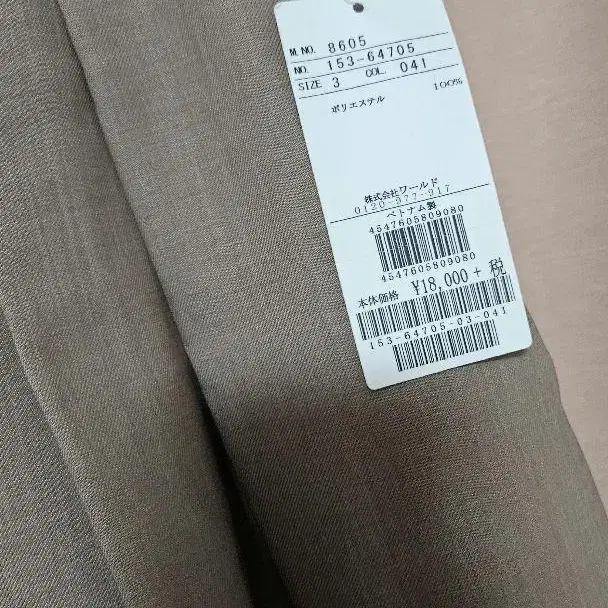 M. NO. 8605
NO. 153-64705
SIZE 3 COL. 041
ポリエステル 100%
株式会社ワールド
0120-977-917
ベトナム製
4547605809080
4547605809080
本体価格 ¥18,000 + 税
153-64705-03-041